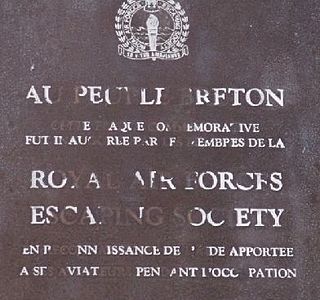 AU PEUPLE BRETON
CETTE PLAQUE COMMEMORATIVE
FUT INAUGUREE PAR LES MEMBRES DE LA
ROYAL AIR FORCES
ESCAPING SOCIETY
EN RECONNAISSANCE DE L'AIDE APPORTEE
A SES AVIATEURS PENDANT L'OCCUPATION